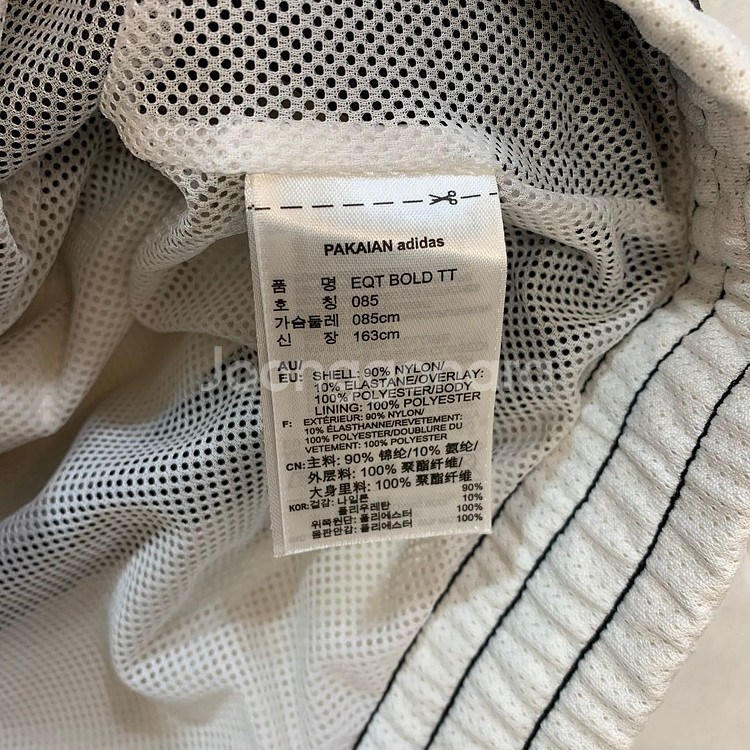 PAKAIAN adidas
품 명 EQT BOLD TT
호 칭 085
가슴둘레 085cm
신 장 163cm
AU/
EU: SHELL: 90% NYLON/
10% ELASTANE/OVERLAY:
100% POLYESTER/BODY
LINING: 100% POLYESTER
F: EXTÉRIEUR: 90% NYLON/
10% ÉLASTHANNE/REVETEMENT:
100% POLYESTER/DOUBLURE DU
VETEMENT: 100% POLYESTER
CN: 主料: 90% 锦纶/10% 氨纶/
外层料: 100% 聚酯纤维/
大身里料: 100% 聚酯纤维
KOR: 겉감: 나일론 90%
폴리우레탄 10%
위쪽원단: 폴리에스터 100%
몸판안감: 폴리에스터 100%